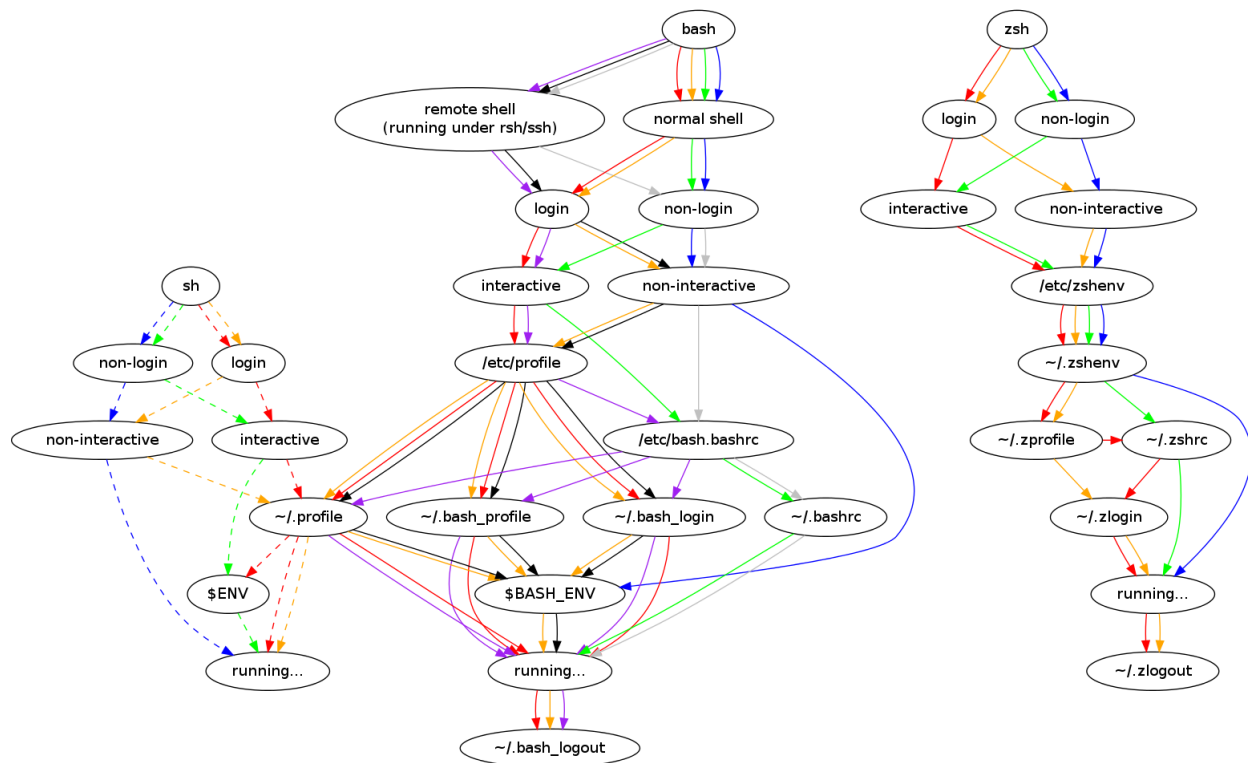 bash
zsh
remote shell
(running under rsh/ssh)
normal shell
login
non-login
login
non-login
interactive
non-interactive
sh
interactive
non-interactive
/etc/zshenv
non-login
login
/etc/profile
~/.zshenv
non-interactive
interactive
/etc/bash.bashrc
~/.zprofile
~/.zshrc
~/.profile
~/.bash_profile
~/.bash_login
~/.bashrc
~/.zlogin
$ENV
$BASH_ENV
running...
running...
running...
~/.zlogout
~/.bash_logout